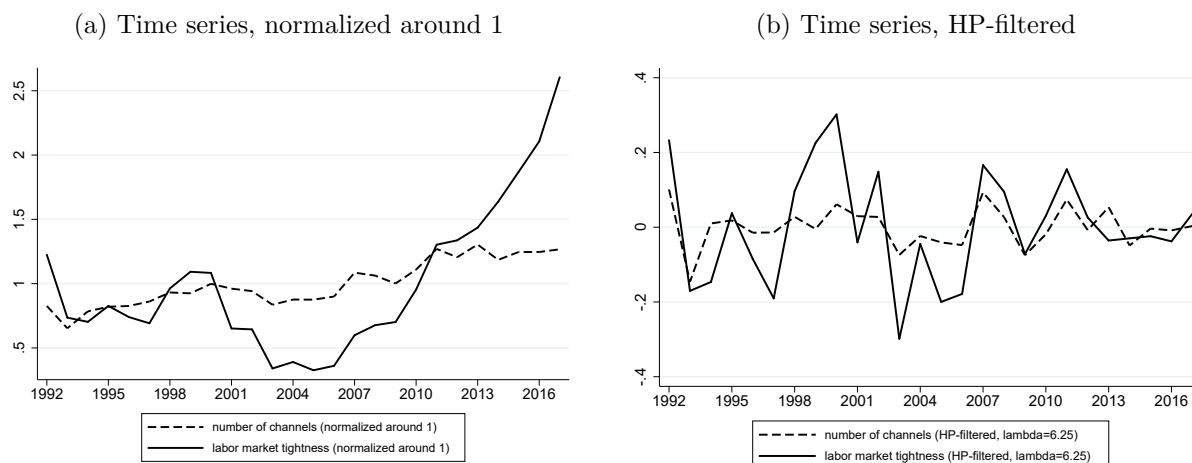 (a) Time series, normalized around 1
2.5
2
1.5
1
.5
1992 1995 1998 2001 2004 2007 2010 2013 2016
number of channels (normalized around 1)
labor market tightness (normalized around 1)
(b) Time series, HP-filtered
.4
.2
0
-.2
-.4
1992 1995 1998 2001 2004 2007 2010 2013 2016
number of channels (HP-filtered, lambda=6.25)
labor market tightness (HP-filtered, lambda=6.25)